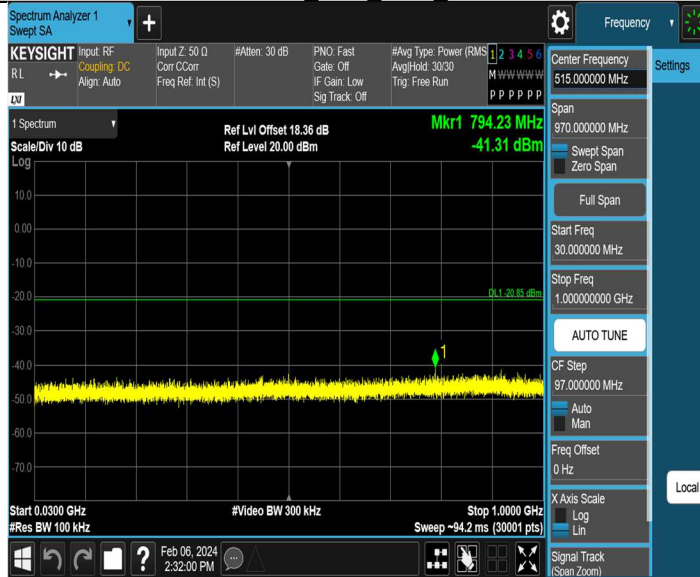 Spectrum Analyzer 1
Swept SA
Frequency
KEYSIGHT
RL
LXI
Input: RF
Coupling: DC
Align: Auto
Input Z: 50 Ω
Corr CCorr
Freq Ref: Int (S)
#Atten: 30 dB
PNO: Fast
Gate: Off
IF Gain: Low
Sig Track: Off
#Avg Type: Power (RMS
Avg|Hold: 30/30
Trig: Free Run
1 2 3 4 5 6
M W W W W W
P P P P P P
1 Spectrum
Scale/Div 10 dB
Log
Ref Lvl Offset 18.36 dB
Ref Level 20.00 dBm
Mkr1 794.23 MHz
-41.31 dBm
10.0
0.00
-10.0
-20.0
DL1 -20.85 dBm
-30.0
1
-40.0
-50.0
-60.0
-70.0
Start 0.0300 GHz
#Res BW 100 kHz
#Video BW 300 kHz
Stop 1.0000 GHz
Sweep ~94.2 ms (30001 pts)
?
Feb 06, 2024
2:32:00 PM
Center Frequency
515.000000 MHz
Span
970.000000 MHz
Swept Span
Zero Span
Full Span
Start Freq
30.000000 MHz
Stop Freq
1.000000000 GHz
AUTO TUNE
CF Step
97.000000 MHz
Auto
Man
Freq Offset
0 Hz
X Axis Scale
Log
Lin
Signal Track
(Span Zoom)
Settings
Local